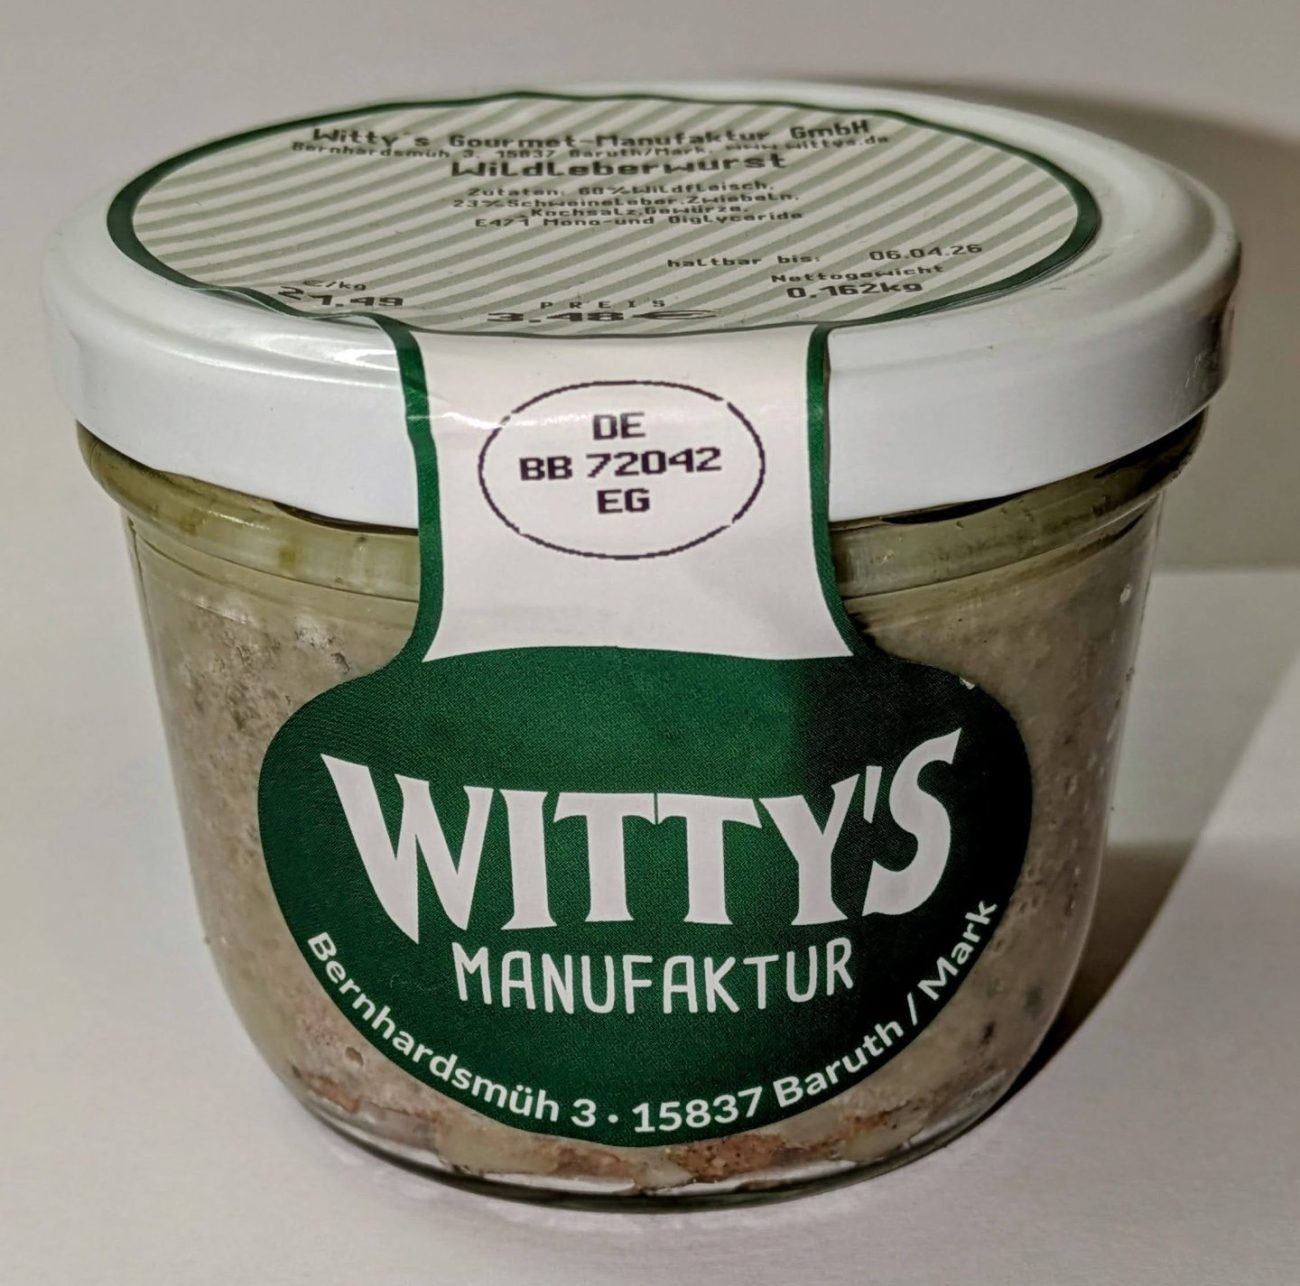 Witty's Gourmet-Manufaktur GmbH
Bernhardsmüh 3, 15837 Baruth/Mark, www.wittys.de
Wildleberwurst
Zutaten: 60%Wildfleisch,
23%Schweineleber,Zwiebeln,
Kochsalz,Gewürze,
E471 Mono-und Diglyceride
haltbar bis: 06.04.26
Nettogewicht
0,162kg
€/kg
21,49
PREIS
3,48€
DE
BB 72042
EG
WITTY'S
MANUFAKTUR
Bernhardsmüh 3 · 15837 Baruth / Mark